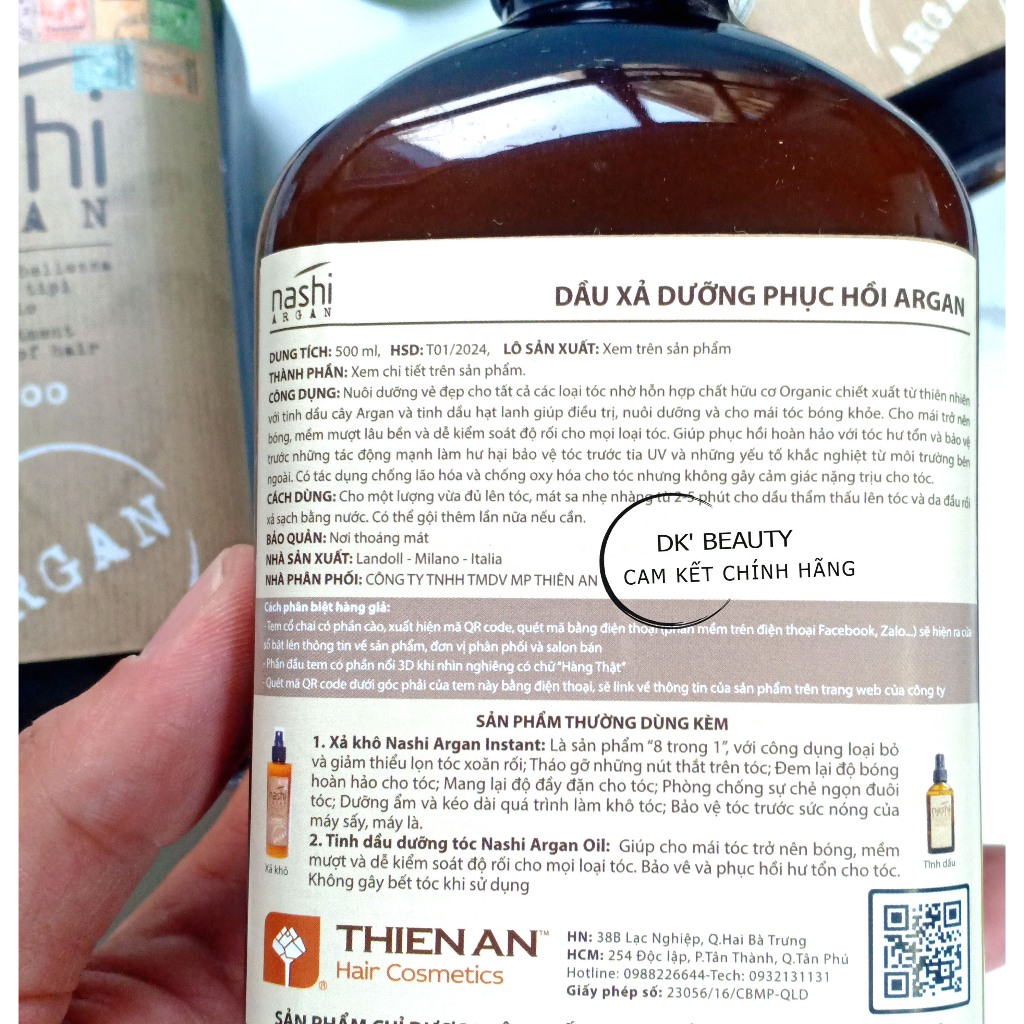 nashi
ARGAN
DẦU XẢ DƯỠNG PHỤC HỒI ARGAN
DUNG TÍCH: 500 ml, HSD: T01/2024, LÔ SẢN XUẤT: Xem trên sản phẩm
THÀNH PHẦN: Xem chi tiết trên sản phẩm.
CÔNG DỤNG: Nuôi dưỡng vẻ đẹp cho tất cả các loại tóc nhờ hỗn hợp chất hữu cơ Organic chiết xuất từ thiên nhiên
với tinh dầu cây Argan và tinh dầu hạt lanh giúp điều trị, nuôi dưỡng và cho mái tóc bóng khỏe. Cho mái trở nên
bóng, mềm mượt lâu bền và dễ kiểm soát độ rối cho mọi loại tóc. Giúp phục hồi hoàn hảo với tóc hư tổn và bảo vệ
trước những tác động mạnh làm hư hại bảo vệ tóc trước tia UV và những yếu tố khắc nghiệt từ môi trường bên
ngoài. Có tác dụng chống lão hóa và chống oxy hóa cho tóc nhưng không gây cảm giác nặng trịu cho tóc.
CÁCH DÙNG: Cho một lượng vừa đủ lên tóc, mát sa nhẹ nhàng từ 2-5 phút cho dầu thẩm thấu lên tóc và da đầu rồi
xả sạch bằng nước. Có thể gội thêm lần nữa nếu cần.
BẢO QUẢN: Nơi thoáng mát
NHÀ SẢN XUẤT: Landoll - Milano - Italia
NHÀ PHÂN PHỐI: CÔNG TY TNHH TMDV MP THIÊN AN
DK' BEAUTY
CAM KẾT CHÍNH HÃNG
Cách phân biệt hàng giả:
- Tem cổ chai có phần cào, xuất hiện mã QR code, quét mã bằng điện thoại (phần mềm trên điện thoại Facebook, Zalo...) sẽ hiện ra cửa
sổ bật lên thông tin về sản phẩm, đơn vị phân phối và salon bán
- Phần đầu tem có phần nổi 3D khi nhìn nghiêng có chữ "Hàng Thật"
- Quét mã QR code dưới góc phải của tem này bằng điện thoại, sẽ link về thông tin của sản phẩm trên trang web của công ty
SẢN PHẨM THƯỜNG DÙNG KÈM
1. Xả khô Nashi Argan Instant: Là sản phẩm "8 trong 1", với công dụng loại bỏ
và giảm thiểu lọn tóc xoăn rối; Tháo gỡ những nút thắt trên tóc; Đem lại độ bóng
hoàn hảo cho tóc; Mang lại độ đầy đặn cho tóc; Phòng chống sự chẻ ngọn đuôi
tóc; Dưỡng ẩm và kéo dài quá trình làm khô tóc; Bảo vệ tóc trước sức nóng của
máy sấy, máy là.
2. Tinh dầu dưỡng tóc Nashi Argan Oil: Giúp cho mái tóc trở nên bóng, mềm
mượt và dễ kiểm soát độ rối cho mọi loại tóc. Bảo vê và phục hồi hư tổn cho tóc.
Không gây bết tóc khi sử dụng
Xả khô
Tinh dầu
THIEN AN™
Hair Cosmetics
HN: 38B Lạc Nghiệp, Q.Hai Bà Trưng
HCM: 254 Độc lập, P.Tân Thành, Q.Tân Phú
Hotline: 0988226644-Tech: 0932131131
Giấy phép số: 23056/16/CBMP-QLD
SẢN PHẨM CHỈ ĐƯỢC
hi
GAN
bellezza
tipi
of hair
ARGAN
ARGAN